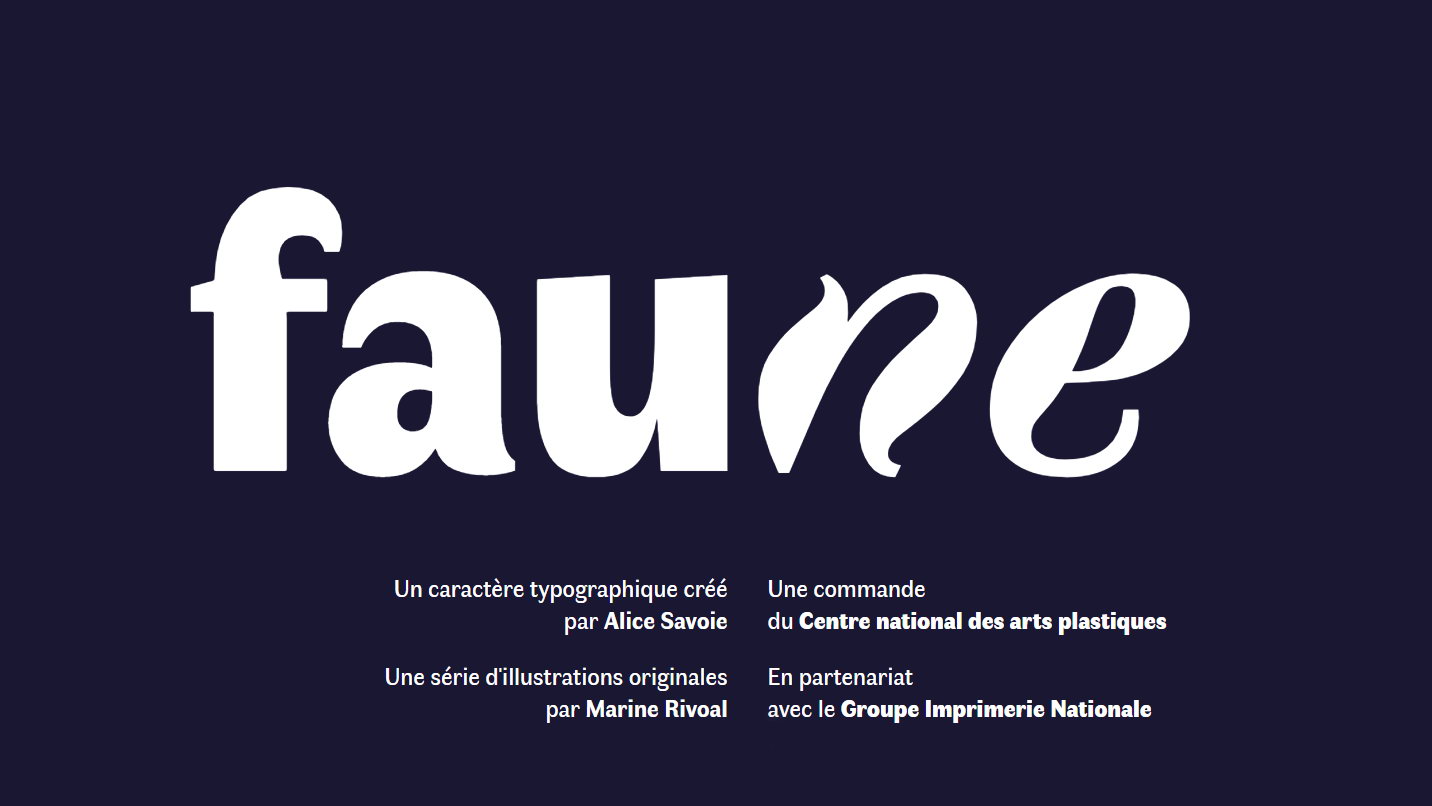 faune
Un caractère typographique créé
par Alice Savoie
Une commande
du Centre national des arts plastiques
Une série d'illustrations originales
par Marine Rivoal
En partenariat
avec le Groupe Imprimerie Nationale